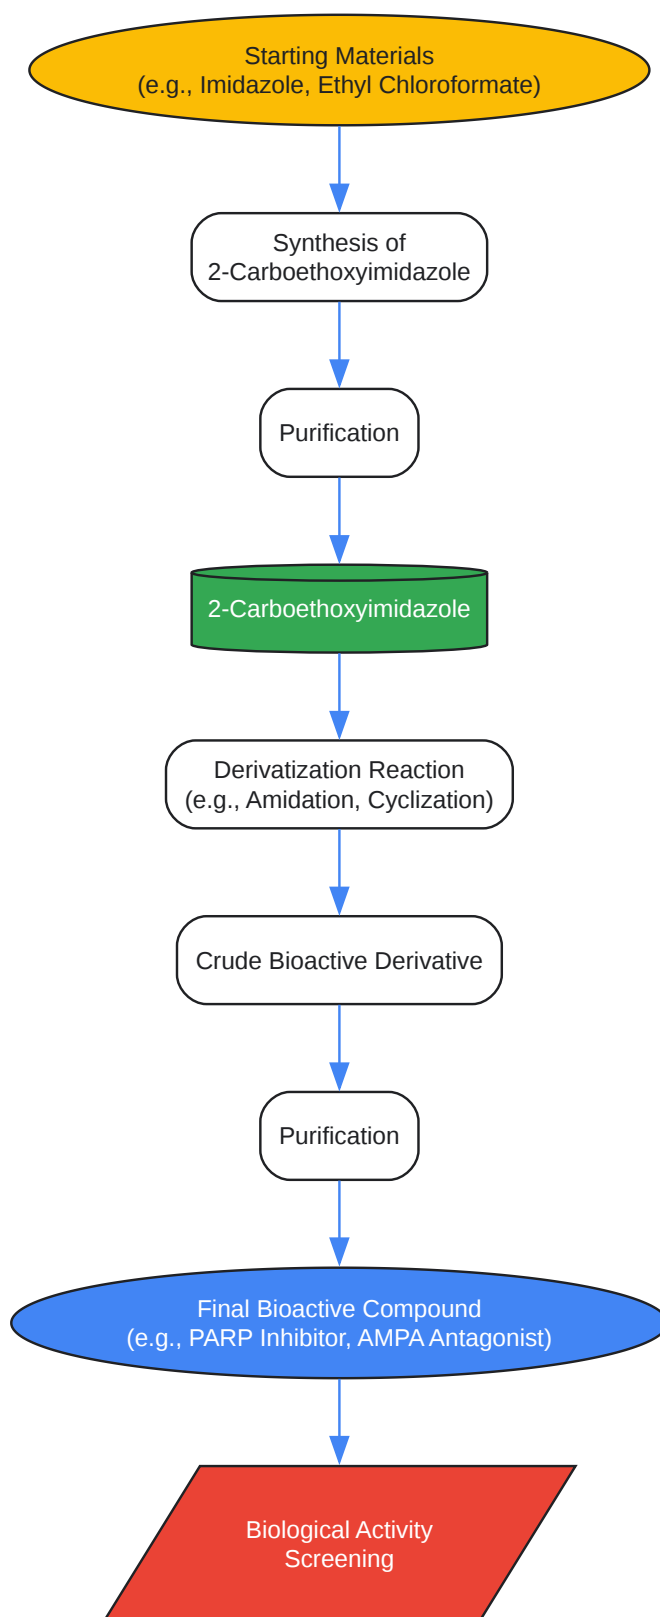 Starting Materials
(e.g., Imidazole, Ethyl Chloroformate)
Synthesis of
2-Carboethoxyimidazole
Purification
2-Carboethoxyimidazole
Derivatization Reaction
(e.g., Amidation, Cyclization)
Crude Bioactive Derivative
Purification
Final Bioactive Compound
(e.g., PARP Inhibitor, AMPA Antagonist)
Biological Activity
Screening